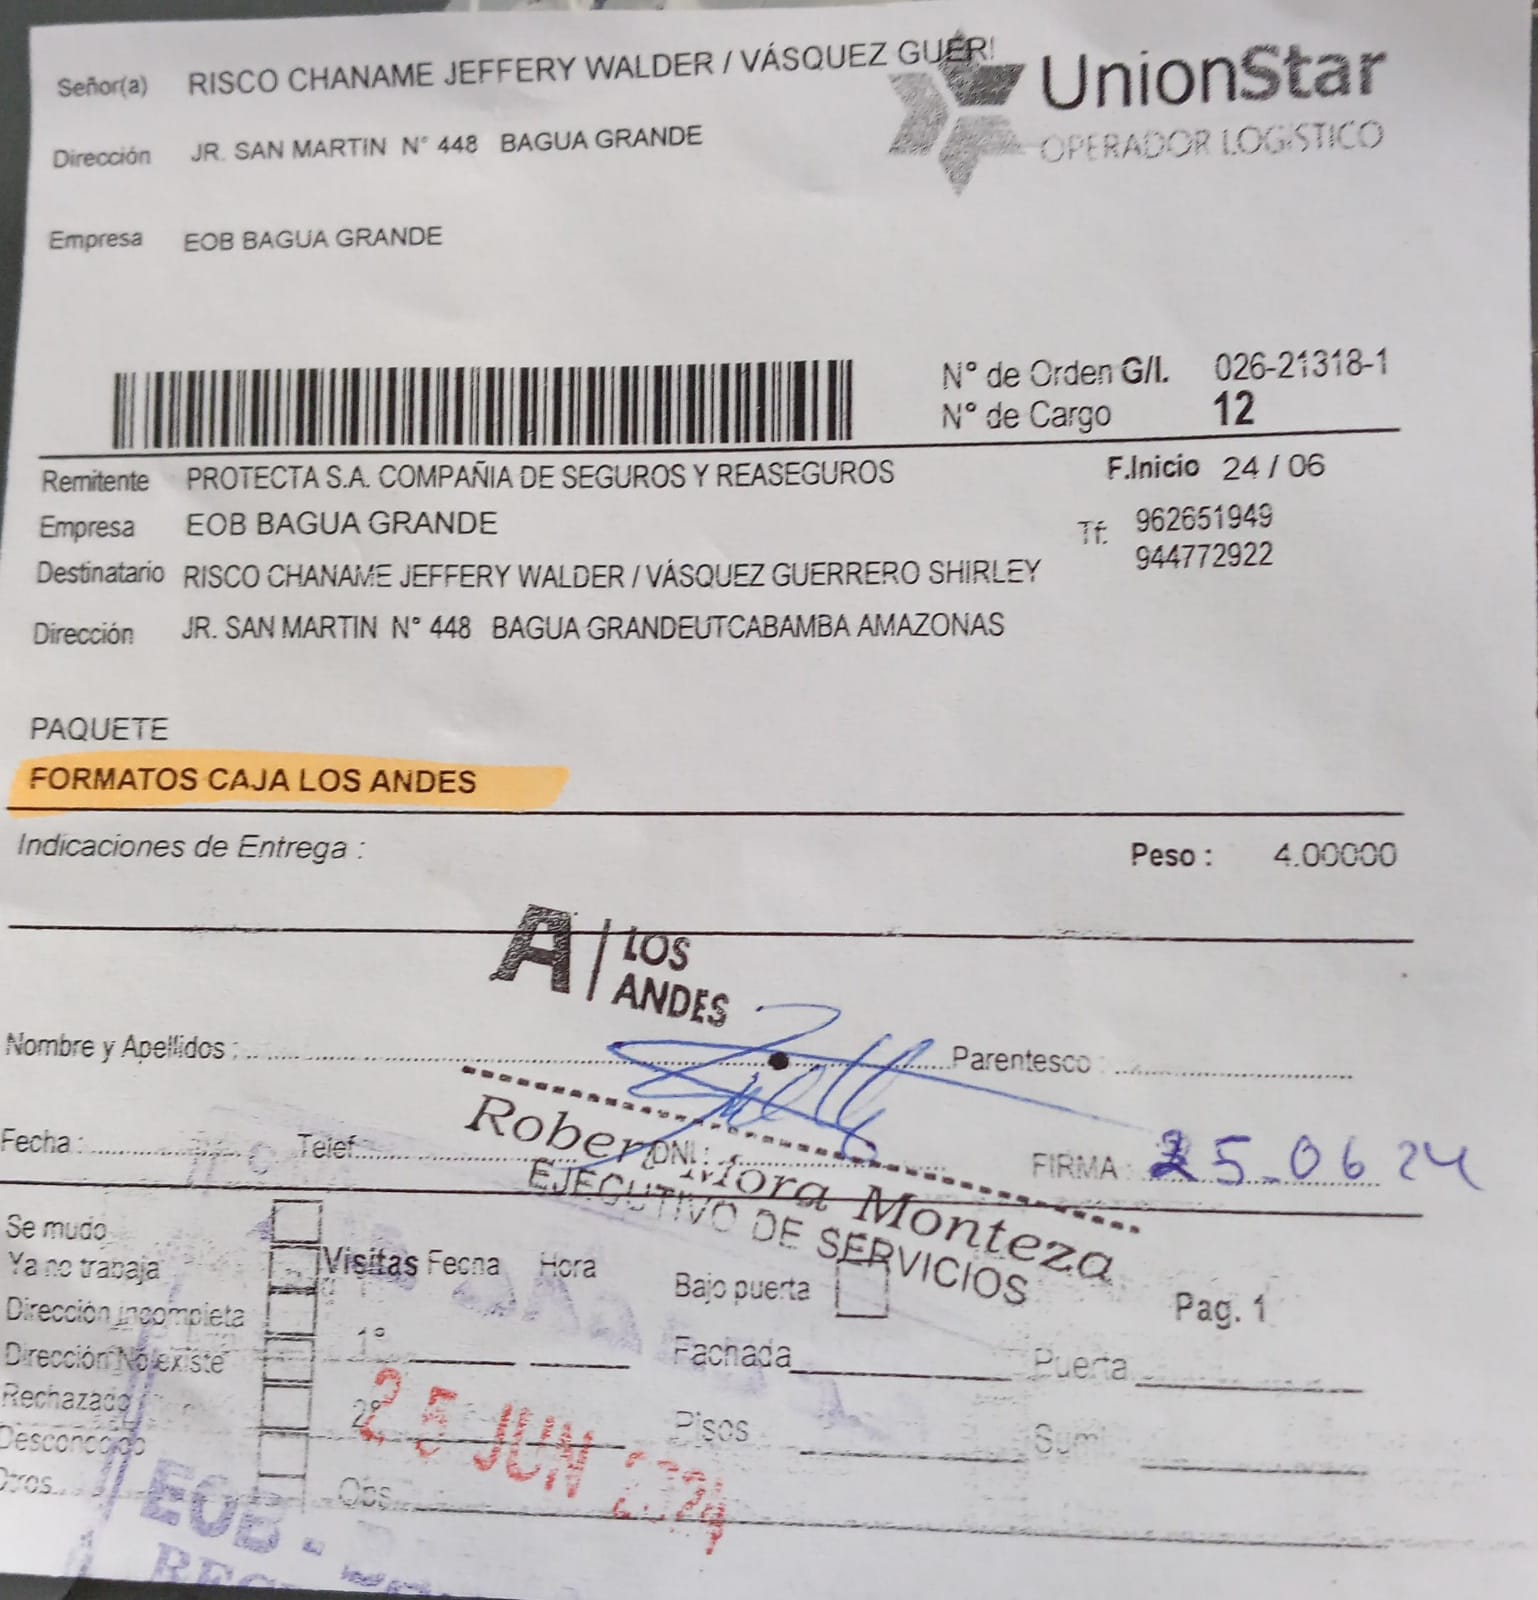 Señor(a) RISCO CHANAME JEFFERY WALDER / VÁSQUEZ GUER
UnionStar
OPERADOR LOGISTICO
Dirección JR. SAN MARTIN N° 448 BAGUA GRANDE
Empresa EOB BAGUA GRANDE
N° de Orden G/I. 026-21318-1
N° de Cargo 12
Remitente PROTECTA S.A. COMPAÑIA DE SEGUROS Y REASEGUROS F.Inicio 24 / 06
Empresa EOB BAGUA GRANDE Tf. 962651949
944772922
Destinatario RISCO CHANAME JEFFERY WALDER / VÁSQUEZ GUERRERO SHIRLEY
Dirección JR. SAN MARTIN N° 448 BAGUA GRANDEUTCABAMBA AMAZONAS
PAQUETE
FORMATOS CAJA LOS ANDES
Indicaciones de Entrega : Peso : 4.00000
A LOS
ANDES
Nombre y Apellidos : Parentesco :
Fecha : Telef. DNI : FIRMA : 25-06 24
Mora Monteza
EJECUTIVO DE SERVICIOS
Se mudo
Ya no trabaja Visitas Fecha Hora Bajo puerta Pag. 1
Dirección incompleta
Dirección No existe 1° Fachada Puerta
Rechazado 2° Pisos Sumi
Desconocido
Otros Obs.
25 JUN 2024
EOB -